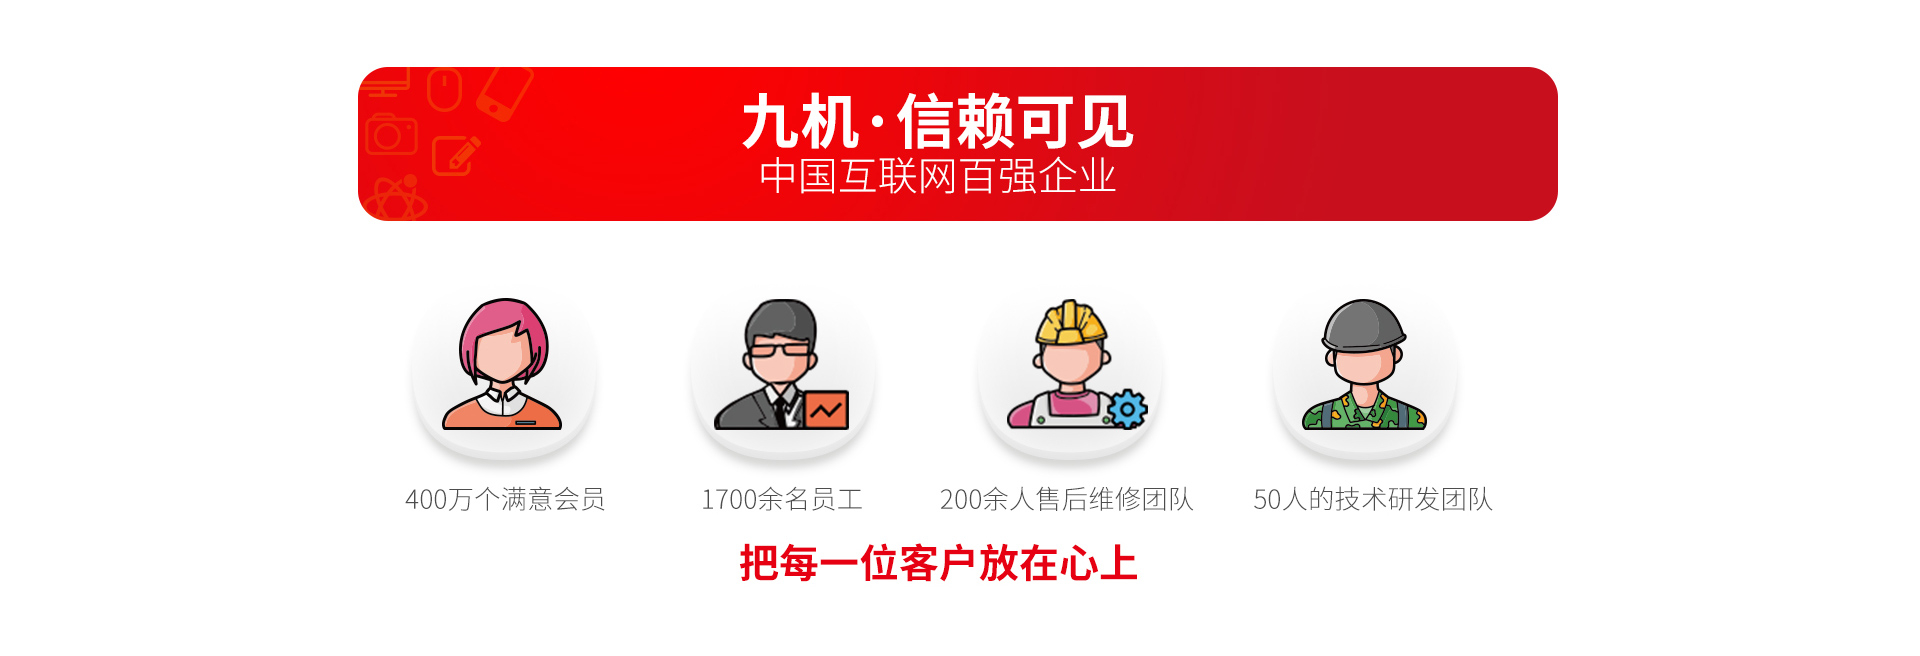 九机·信赖可见
中国互联网百强企业
400万个满意会员
1700余名员工
200余人售后维修团队
50人的技术研发团队
把每一位客户放在心上